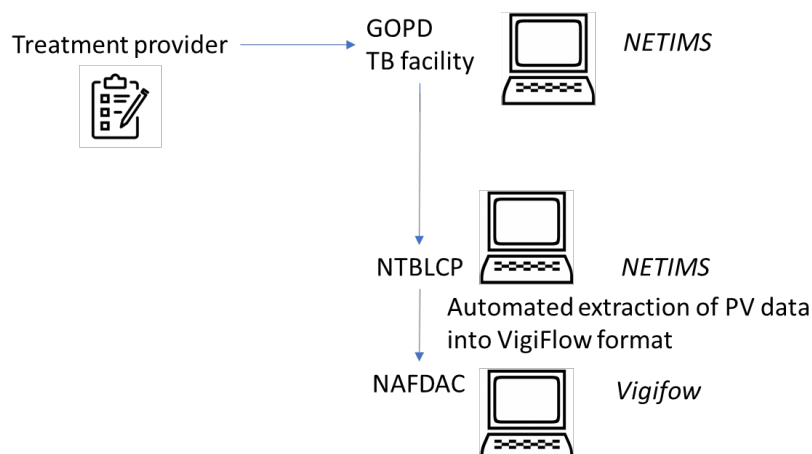 Treatment provider
GOPD
TB facility
NETIMS
NTBLCP
NETIMS
Automated extraction of PV data
into VigiFlow format
NAFDAC
Vigifow